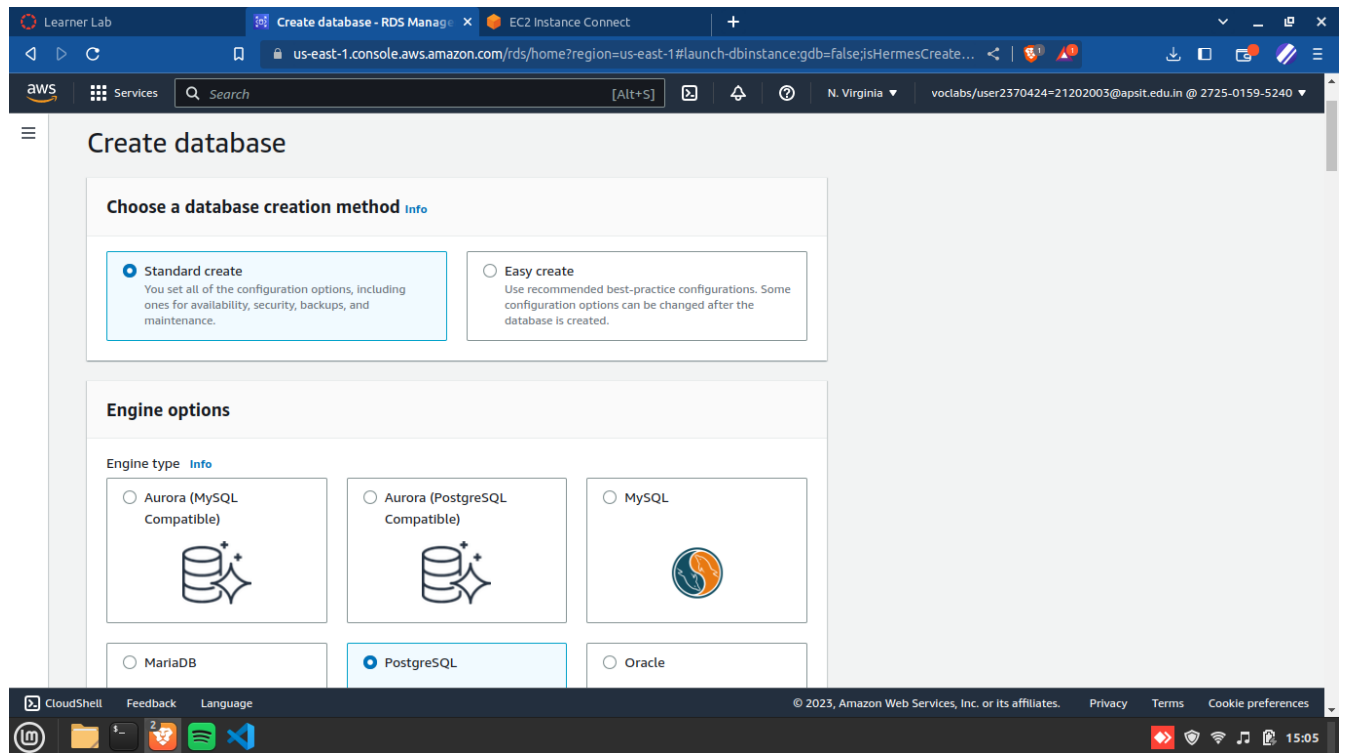 Learner Lab
Create database - RDS Manage
EC2 Instance Connect
us-east-1.console.aws.amazon.com/rds/home?region=us-east-1#launch-dbinstance:gdb=false;isHermesCreate...
aws
Services
Search
[Alt+S]
N. Virginia
voclabs/user2370424=21202003@apsit.edu.in @ 2725-0159-5240
Create database
Choose a database creation method Info
Standard create
You set all of the configuration options, including
ones for availability, security, backups, and
maintenance.
Easy create
Use recommended best-practice configurations. Some
configuration options can be changed after the
database is created.
Engine options
Engine type Info
Aurora (MySQL
Compatible)
Aurora (PostgreSQL
Compatible)
MySQL
MariaDB
PostgreSQL
Oracle
CloudShell
Feedback
Language
© 2023, Amazon Web Services, Inc. or its affiliates.
Privacy
Terms
Cookie preferences
2
15:05